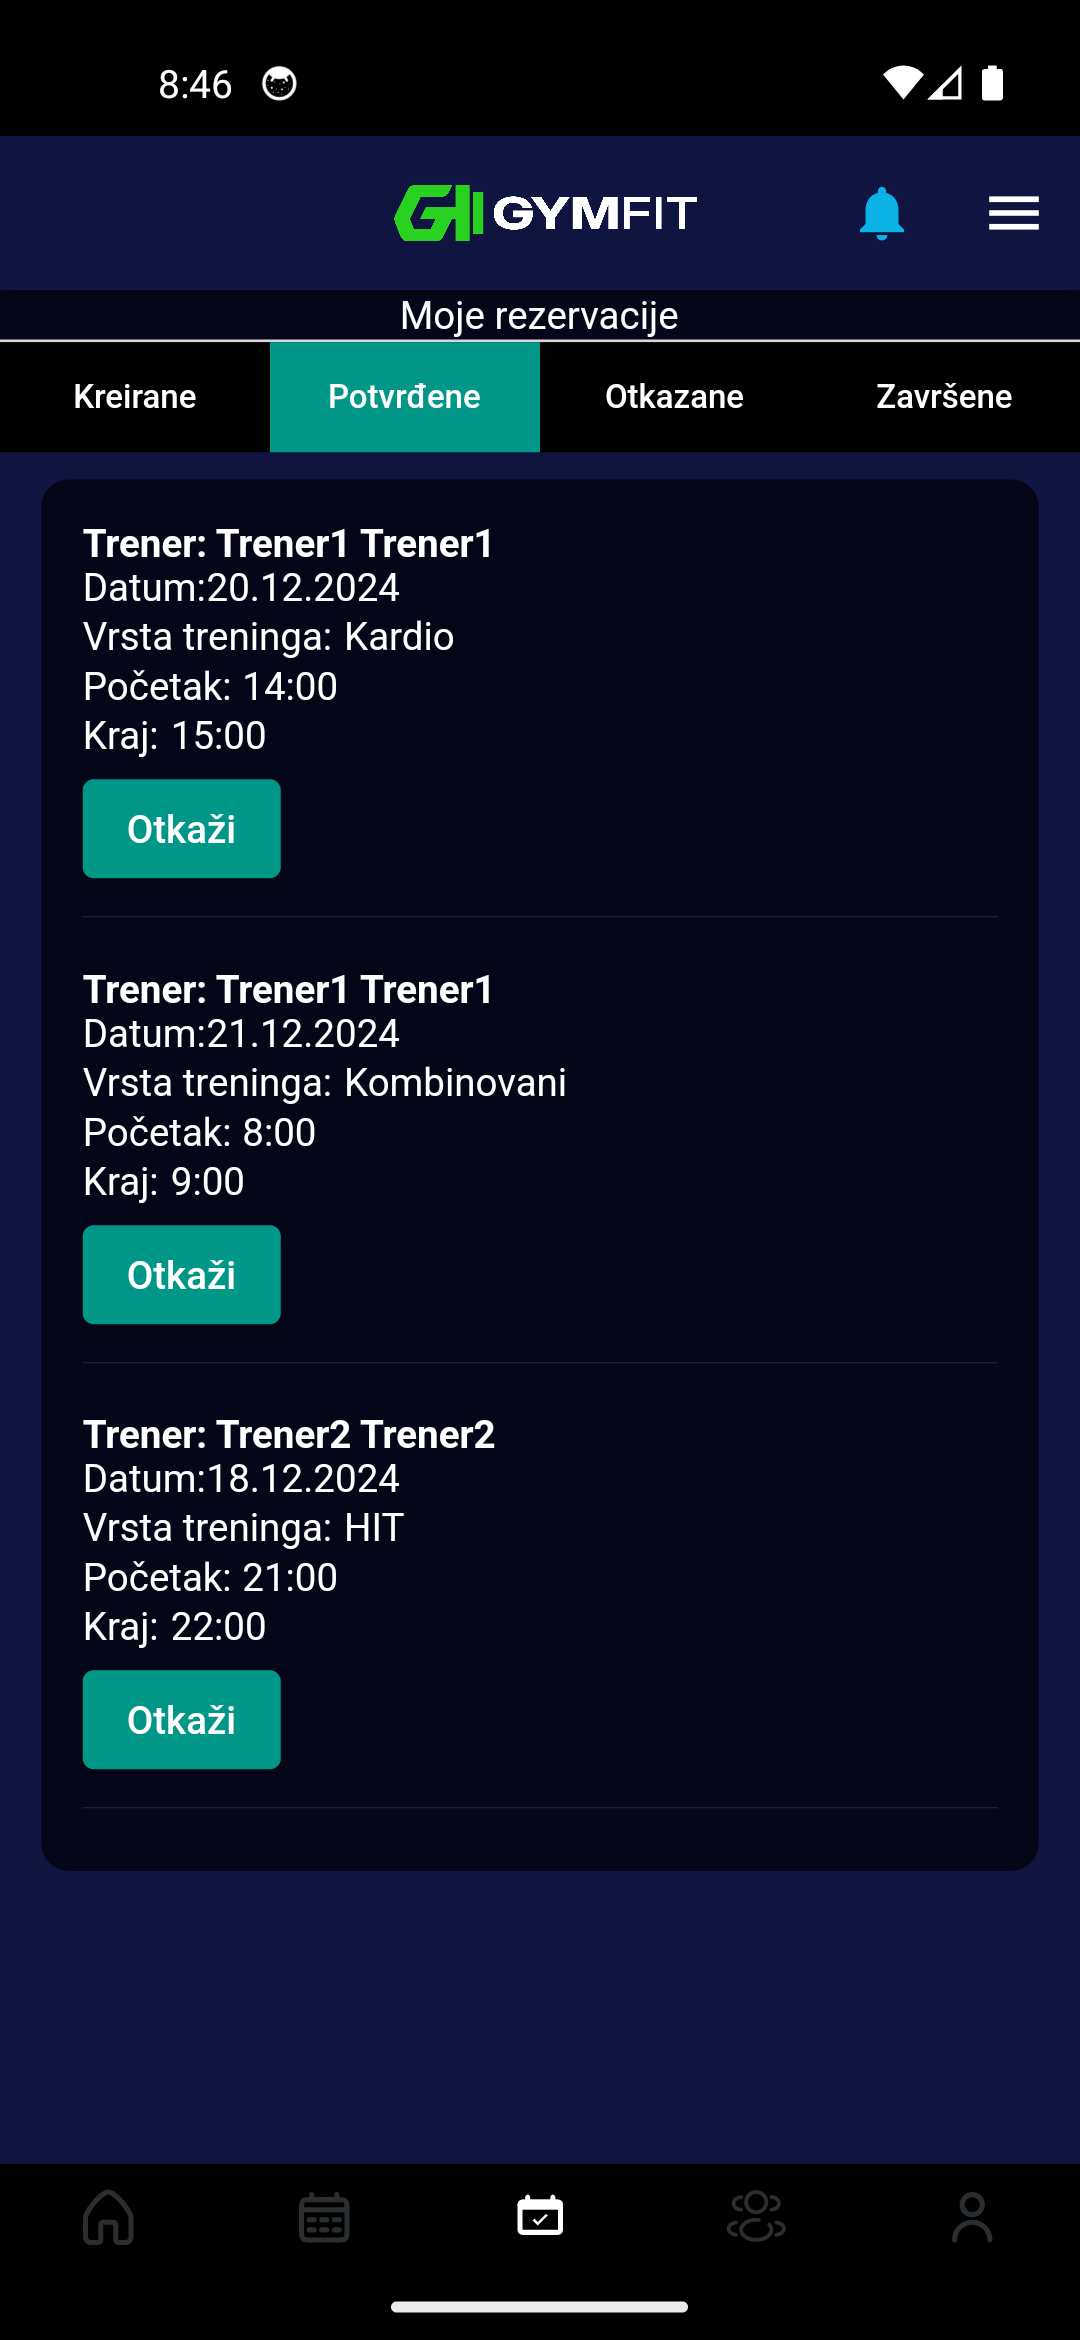 8:46
GYMFIT
Moje rezervacije
Kreirane Potvrđene Otkazane Završene
Trener: Trener1 Trener1
Datum:20.12.2024
Vrsta treninga: Kardio
Početak: 14:00
Kraj: 15:00
Otkaži
Trener: Trener1 Trener1
Datum:21.12.2024
Vrsta treninga: Kombinovani
Početak: 8:00
Kraj: 9:00
Otkaži
Trener: Trener2 Trener2
Datum:18.12.2024
Vrsta treninga: HIT
Početak: 21:00
Kraj: 22:00
Otkaži